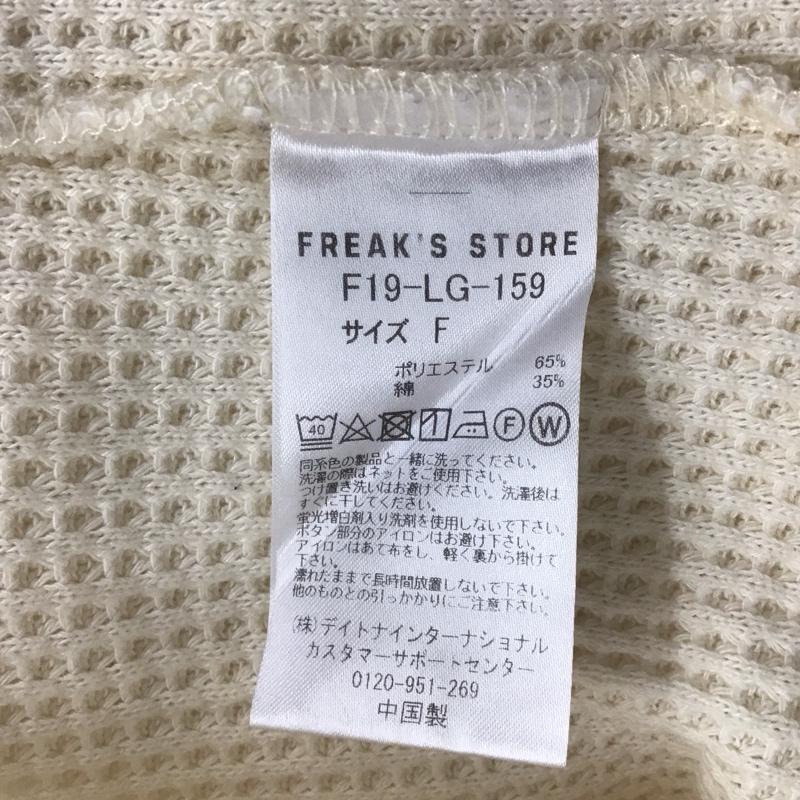 FREAK'S STORE
F19-LG-159
サイズ F
ポリエステル 65%
綿 35%
40 F W
同系色の製品と一緒に洗ってください。
洗濯の際はネットをご使用下さい。
つけ置き洗いはお避けください。洗濯後は
すぐに干してください。
蛍光増白剤入り洗剤を使用しないで下さい。
ボタン部分のアイロンはお避け下さい。
アイロンはあて布をし、軽く裏から掛けて
下さい。
濡れたままで長時間放置しないで下さい。
他のものとの引っかかりにご注意下さい。
(株)デイトナインターナショナル
カスタマーサポートセンター
0120-951-269
中国製